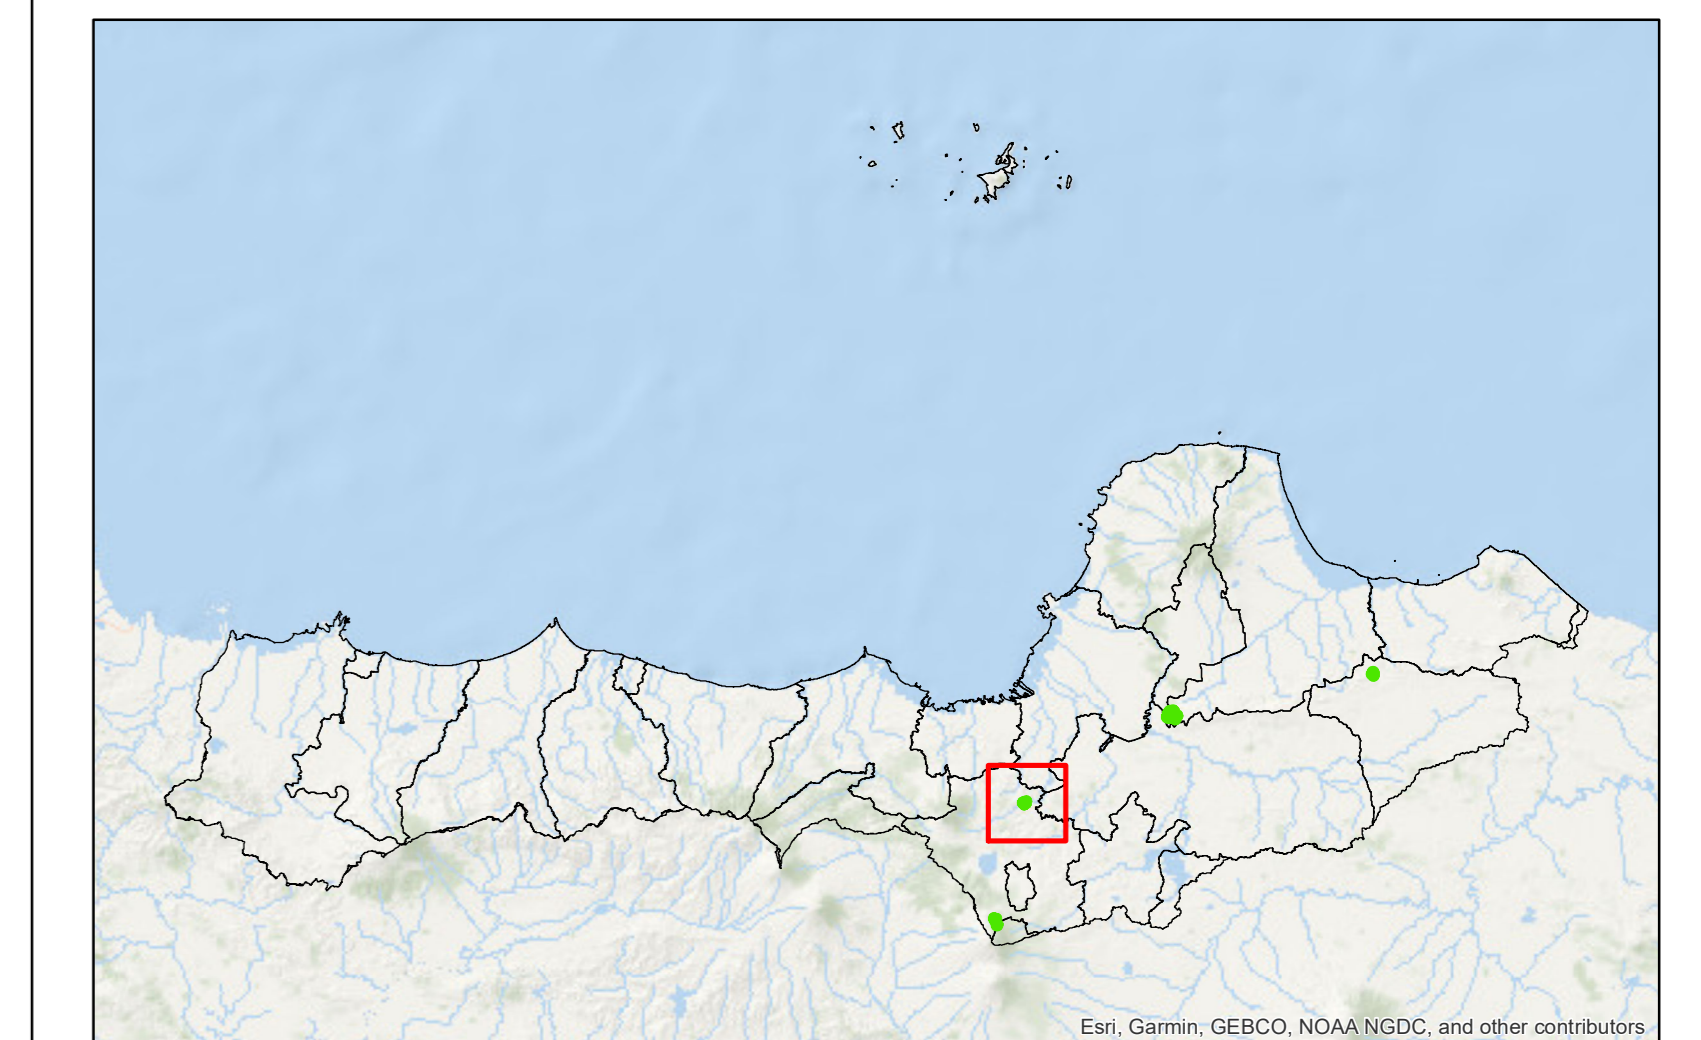 Esri, Garmin, GEBCO, NOAA NGDC, and other contributors